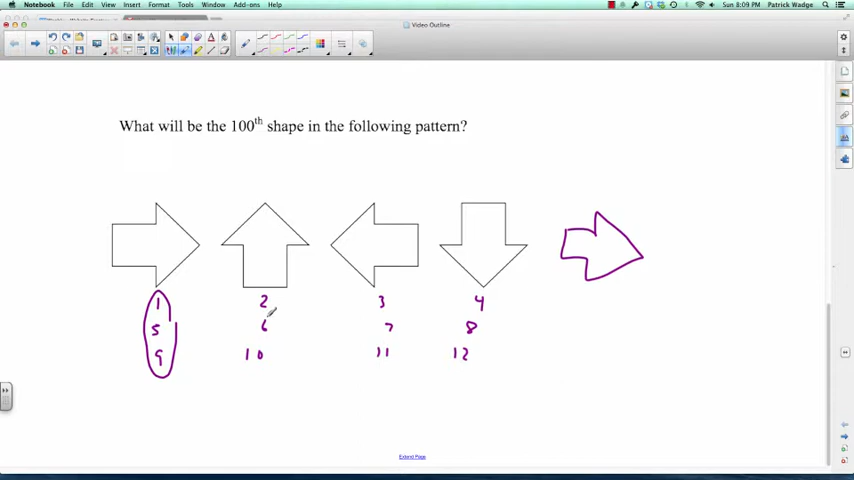 Notebook File Edit View Insert Format Tools Window Add-ons Help Sun 8:09 PM Patrick Wadge
Video Outline
What will be the 100th shape in the following pattern?
1 2 3 4
5 6 7 8
9 10 11 12
Extend Page